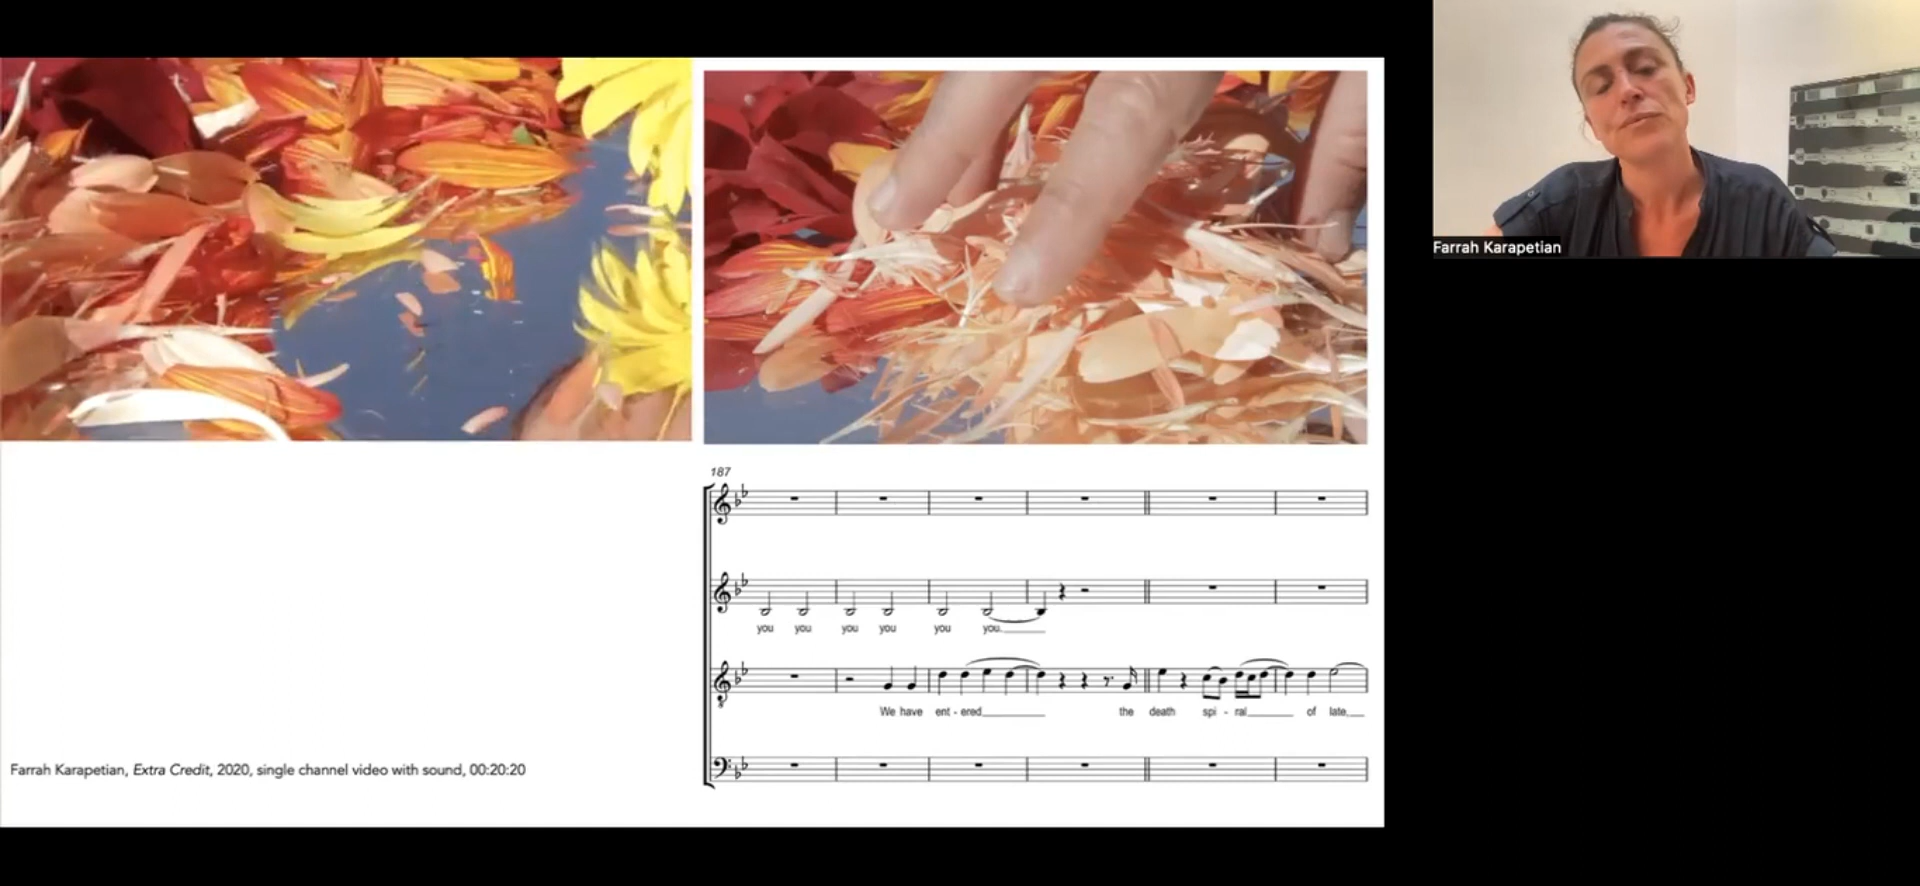 Farrah Karapetian
187
you you you you you you.
We have ent - ered the death spi - ral of late.
Farrah Karapetian, Extra Credit, 2020, single channel video with sound, 00:20:20